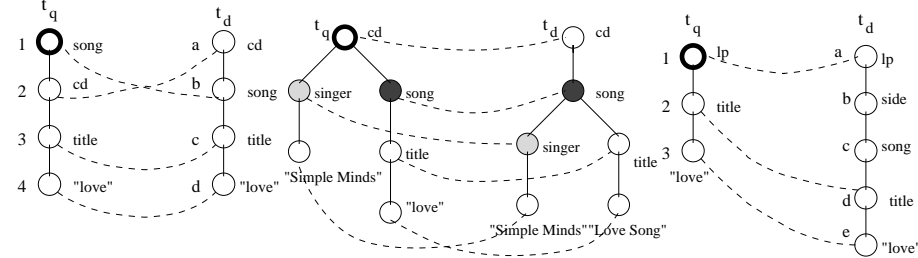 t_q
t_d
1 song a cd
2 cd b song
3 title c title
4 "love" d "love"
t_q cd t_d cd
singer song song
title singer title
"Simple Minds"
"love"
"Simple Minds" "Love Song"
t_q
t_d
1 lp a lp
2 title b side
3 c song
"love"
d title
e "love'